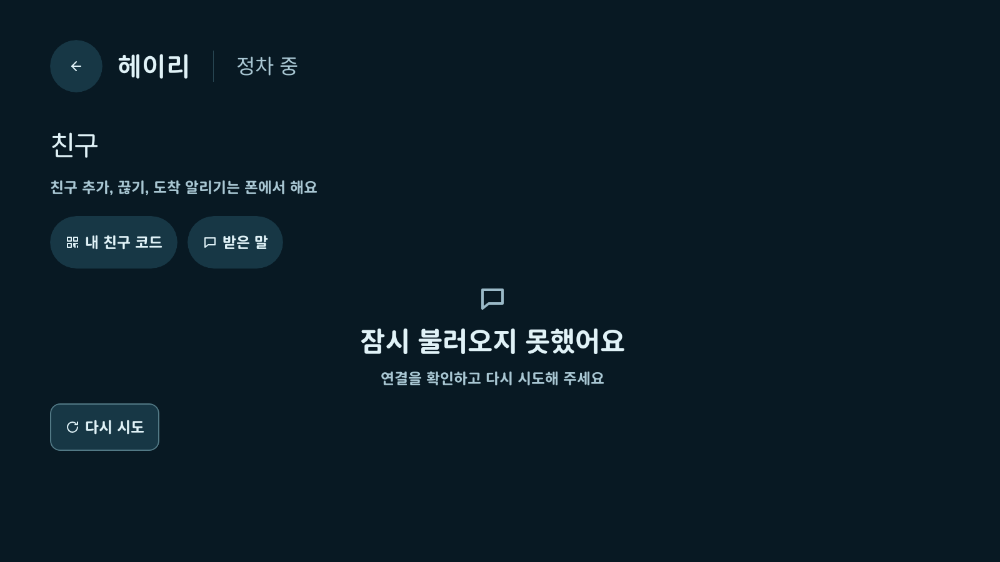 헤이리
정차 중
친구
친구 추가, 끊기, 도착 알리기는 폰에서 해요
내 친구 코드
받은 말
잠시 불러오지 못했어요
연결을 확인하고 다시 시도해 주세요
다시 시도